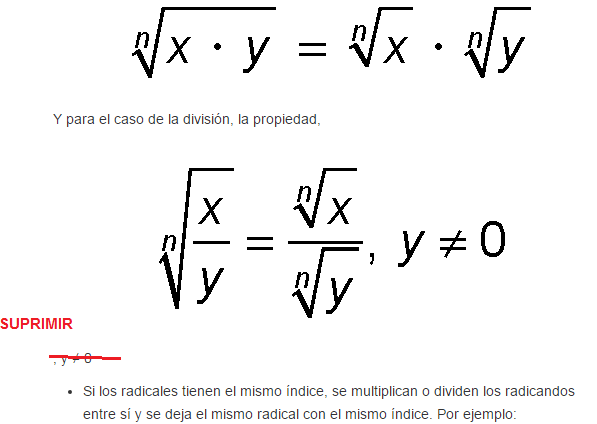 ⁿ√(x · y) = ⁿ√x · ⁿ√y
Y para el caso de la división, la propiedad,
ⁿ√(x/y) = ⁿ√x / ⁿ√y, y ≠ 0
SUPRIMIR
, y ≠ 0
• Si los radicales tienen el mismo índice, se multiplican o dividen los radicandos
entre sí y se deja el mismo radical con el mismo índice. Por ejemplo: